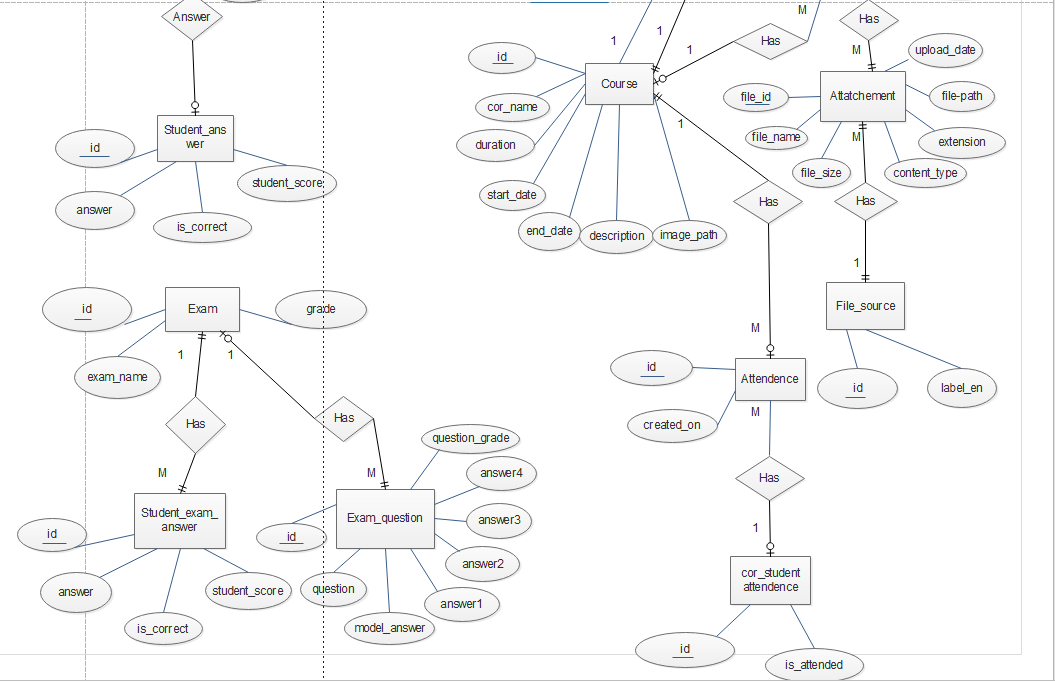 Answer
Student_ans
wer
id
answer
is_correct
student_score
Exam
id
exam_name
grade
1
1
Has
Has
M
M
Student_exam_
answer
id
answer
is_correct
student_score
Exam_question
id
question
model_answer
answer1
answer2
answer3
answer4
question_grade
Course
id
cor_name
duration
start_date
end_date
description
image_path
1
1
1
1
M
Has
Has
M
Attendence
id
created_on
M
Has
1
cor_student
attendence
id
is_attended
Has
M
Attatchement
upload_date
file-path
extension
content_type
file_size
file_name
file_id
M
Has
1
File_source
id
label_en